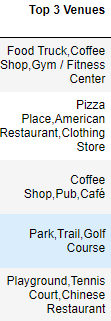 Top 3 Venues
Food Truck,Coffee
Shop,Gym / Fitness
Center
Pizza
Place,American
Restaurant,Clothing
Store
Coffee
Shop,Pub,Café
Park,Trail,Golf
Course
Playground,Tennis
Court,Chinese
Restaurant